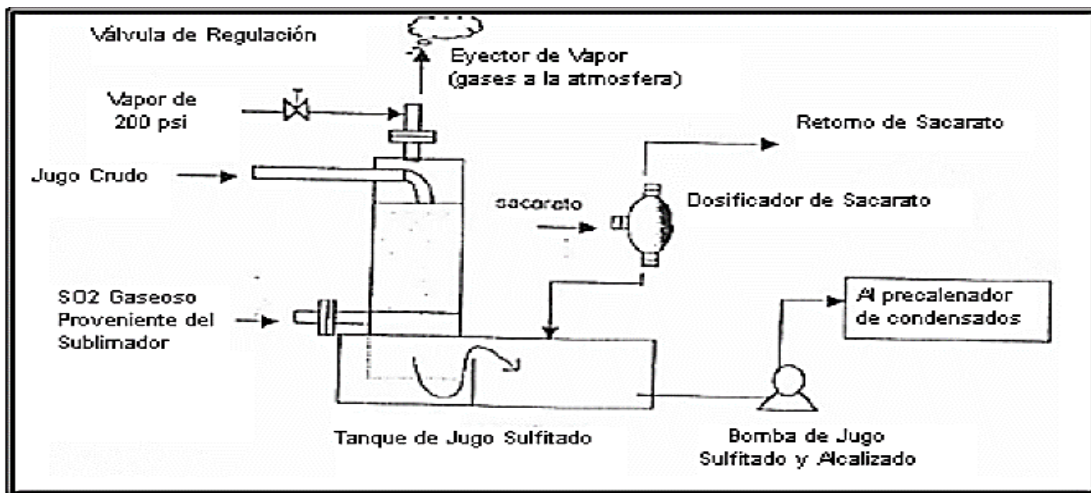 Válvula de Regulación
Eyector de Vapor
(gases a la atmosfera)
Vapor de
200 psi
Retorno de Sacarato
Jugo Crudo
sacarato
Dosificador de Sacarato
SO2 Gaseoso
Proveniente del
Sublimador
Al precalenador
de condensados
Tanque de Jugo Sulfitado
Bomba de Jugo
Sulfitado y Alcalizado